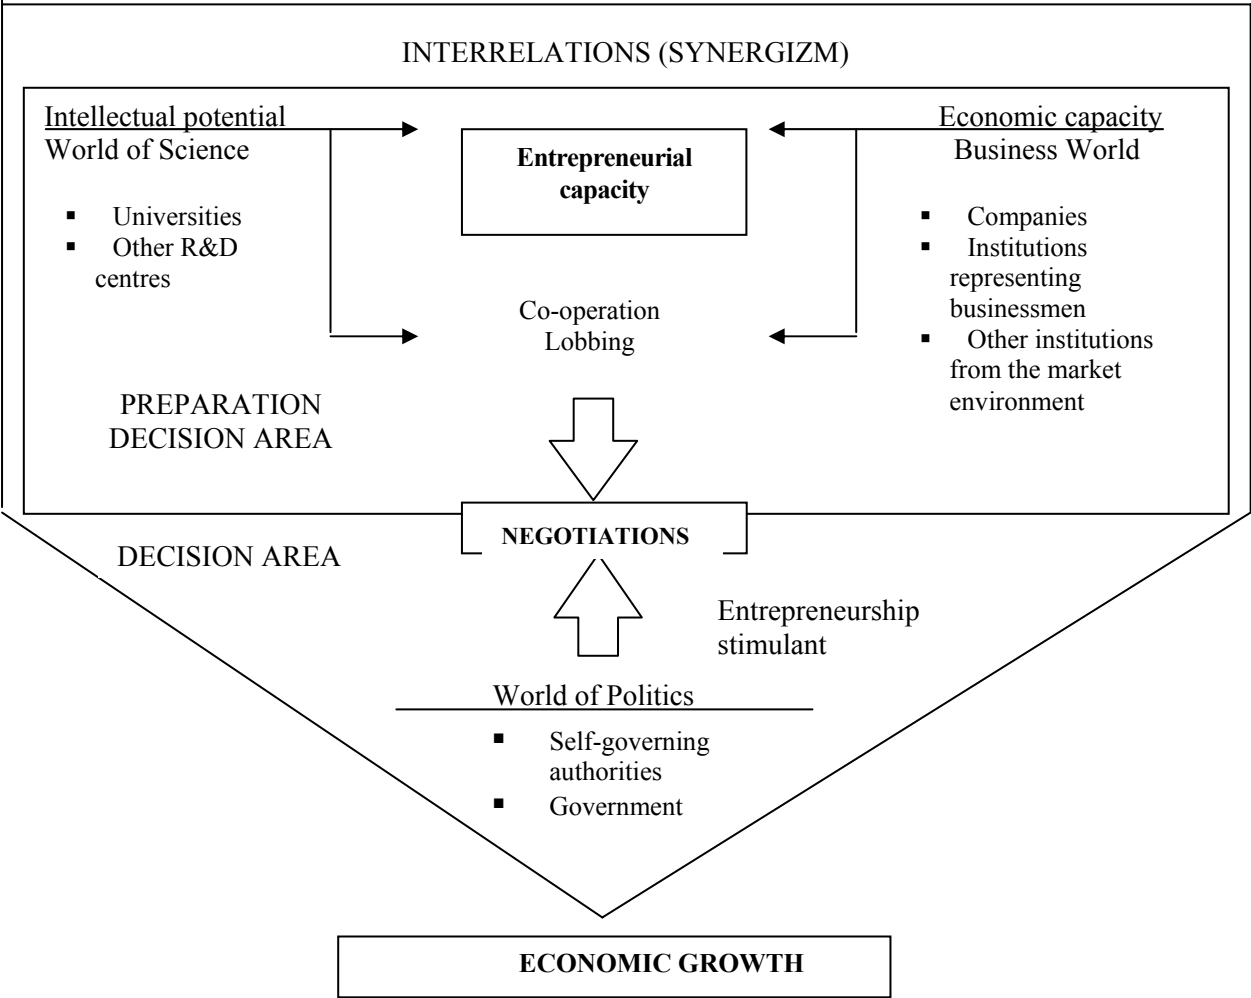 INTERRELATIONS (SYNERGIZM)
Intellectual potential
World of Science
▪ Universities
▪ Other R&D
centres
Entrepreneurial
capacity
Economic capacity
Business World
▪ Companies
▪ Institutions
representing
businessmen
▪ Other institutions
from the market
environment
Co-operation
Lobbing
PREPARATION
DECISION AREA
NEGOTIATIONS
DECISION AREA
Entrepreneurship
stimulant
World of Politics
▪ Self-governing
authorities
▪ Government
ECONOMIC GROWTH